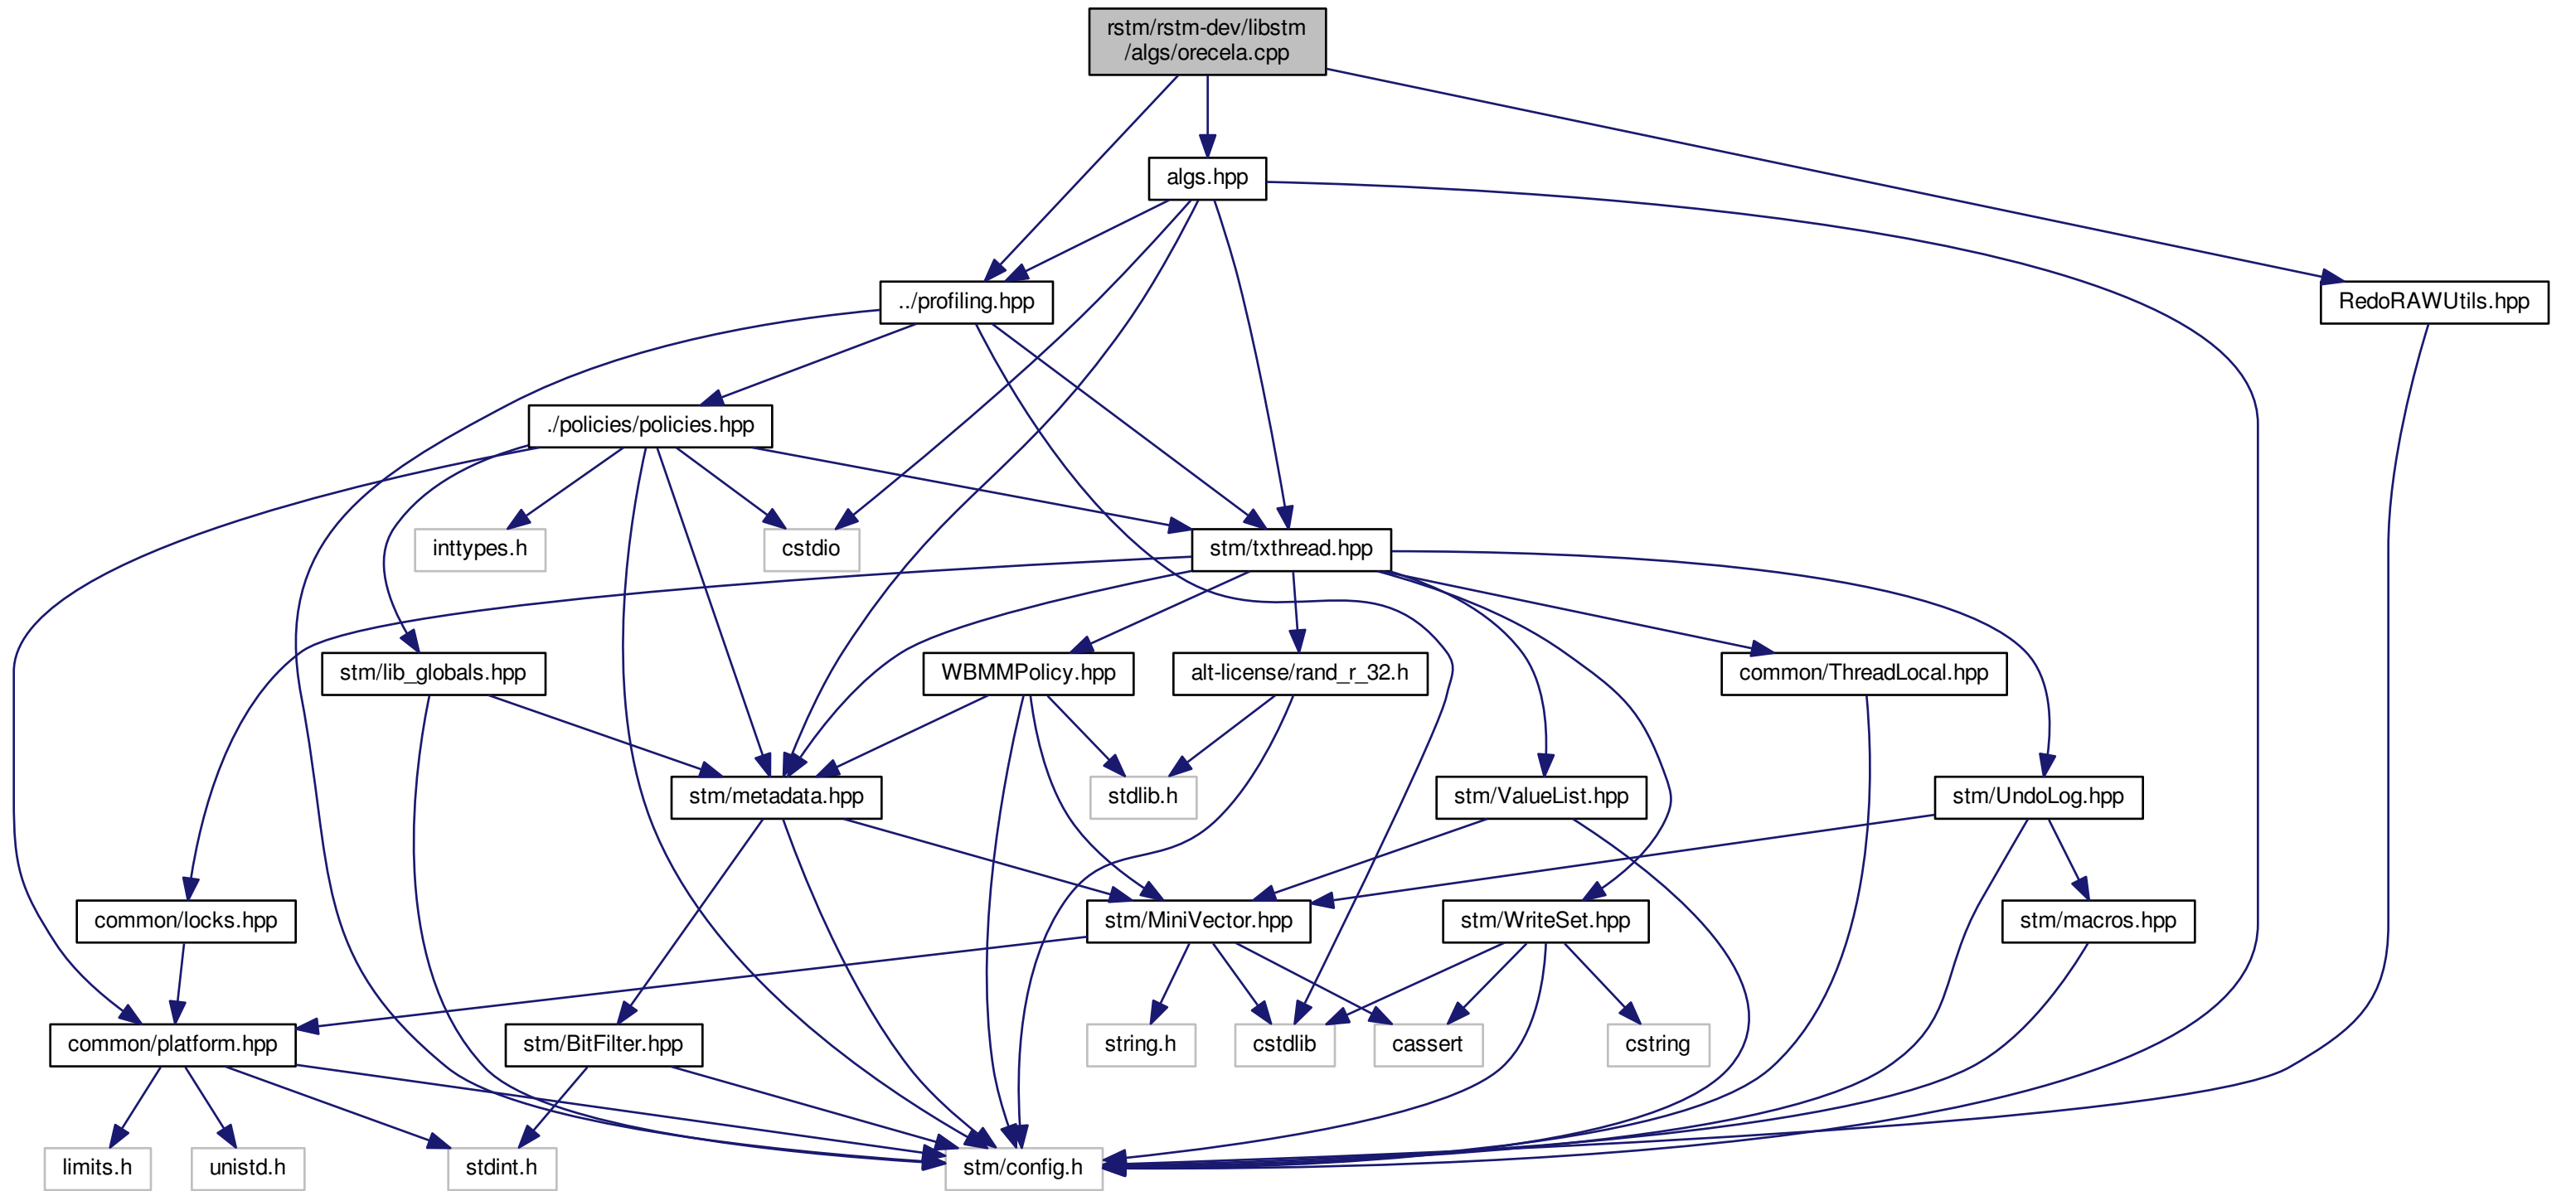 rstm/rstm-dev/libstm
/algs/orecela.cpp
algs.hpp
../profiling.hpp
RedoRAWUtils.hpp
./policies/policies.hpp
inttypes.h
cstdio
stm/txthread.hpp
stm/lib_globals.hpp
WBMMPolicy.hpp
alt-license/rand_r_32.h
common/ThreadLocal.hpp
stm/metadata.hpp
stdlib.h
stm/ValueList.hpp
stm/UndoLog.hpp
common/locks.hpp
stm/MiniVector.hpp
stm/WriteSet.hpp
stm/macros.hpp
common/platform.hpp
stm/BitFilter.hpp
string.h
cstdlib
cassert
cstring
limits.h
unistd.h
stdint.h
stm/config.h